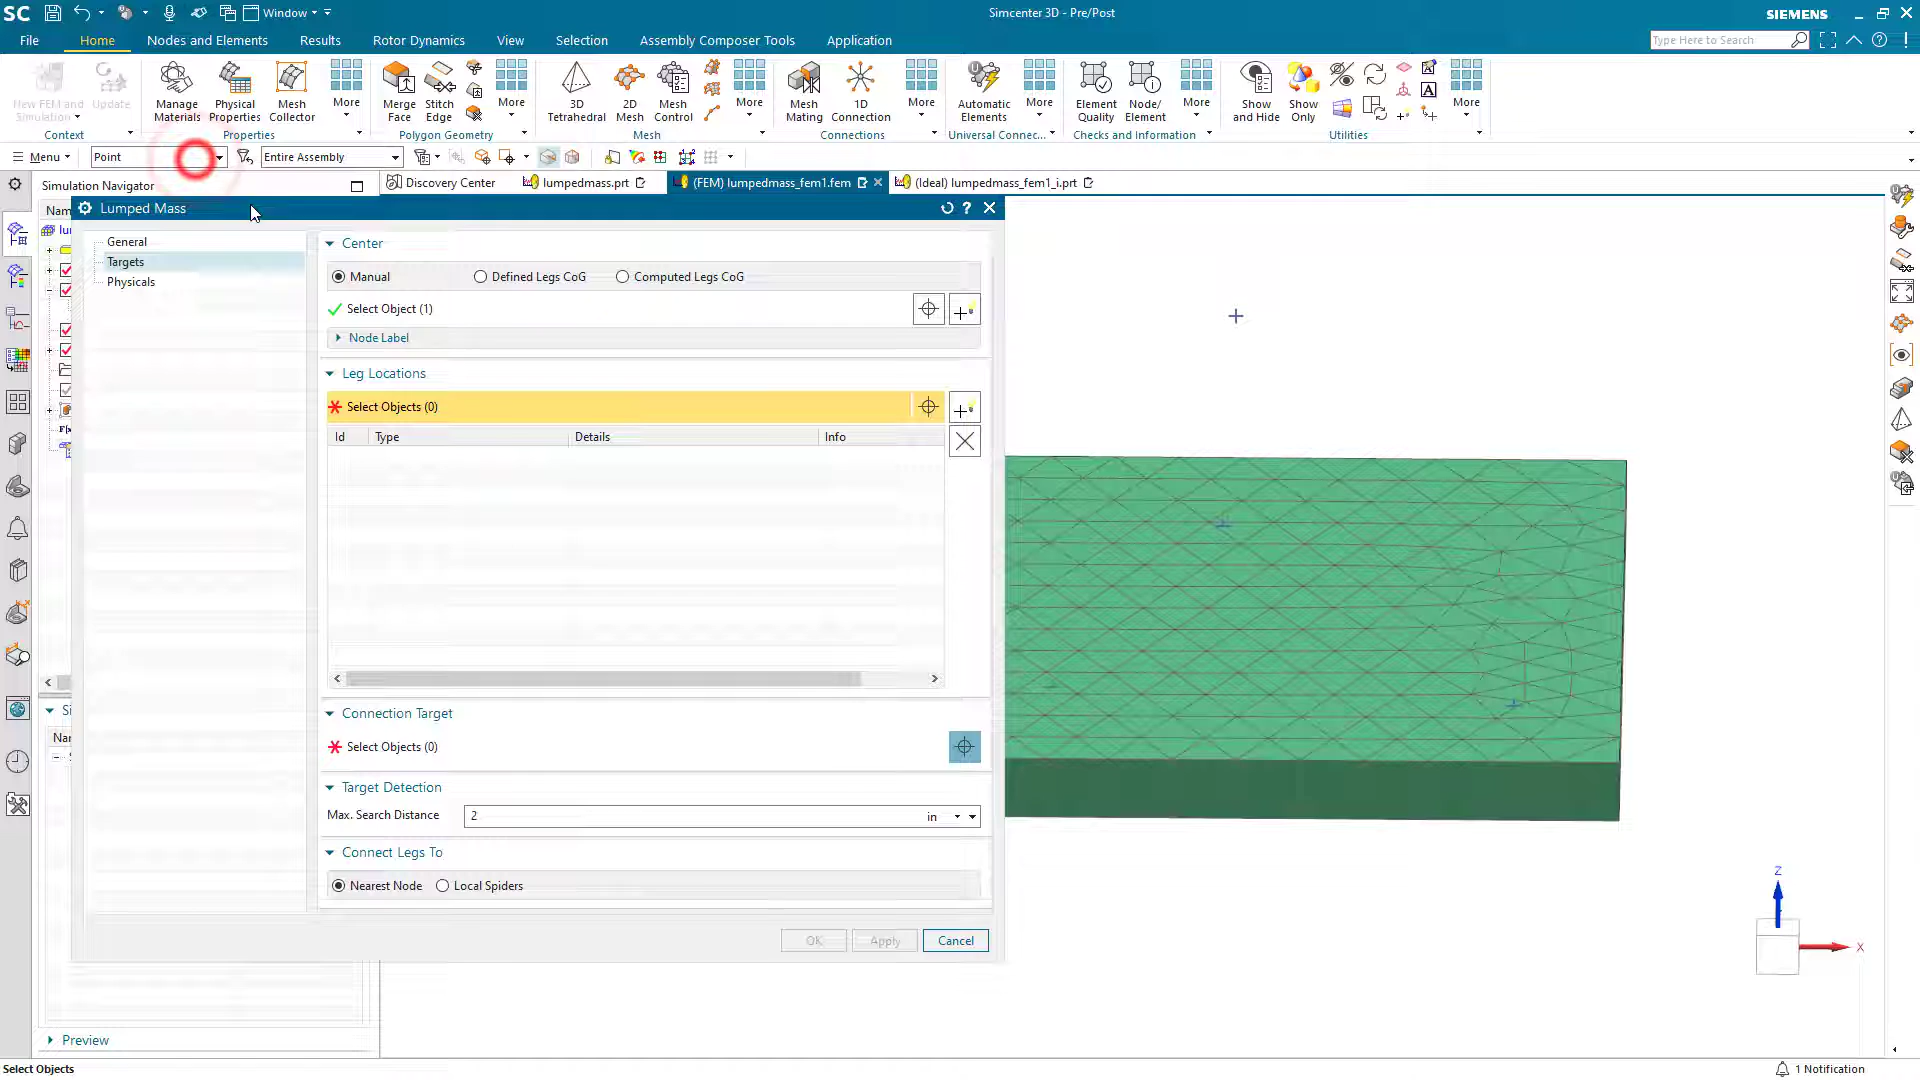 SC Window Simcenter 3D - Pre/Post SIEMENS
File Home Nodes and Elements Results Rotor Dynamics View Selection Assembly Composer Tools Application Type Here to Search
New FEM and Simulation Update Manage Materials Physical Properties Mesh Collector More Merge Face Stitch Edge More 3D Tetrahedral 2D Mesh Mesh Control More Mesh Mating 1D Connection More Automatic Elements More Element Quality Node/Element More Show and Hide Show Only More
Context Properties Polygon Geometry Mesh Connections Universal Connec... Checks and Information Utilities
Menu Point Entire Assembly
Simulation Navigator Discovery Center lumpedmass.prt (FEM) lumpedmass_fem1.fem (Ideal) lumpedmass_fem1_i.prt
Lumped Mass
General
Targets
Physicals
Center
Manual Defined Legs CoG Computed Legs CoG
Select Object (1)
Node Label
Leg Locations
Select Objects (0)
Id Type Details Info
Connection Target
Select Objects (0)
Target Detection
Max. Search Distance 2 in
Connect Legs To
Nearest Node Local Spiders
OK Apply Cancel
Z
X
Preview
Select Objects 1 Notification